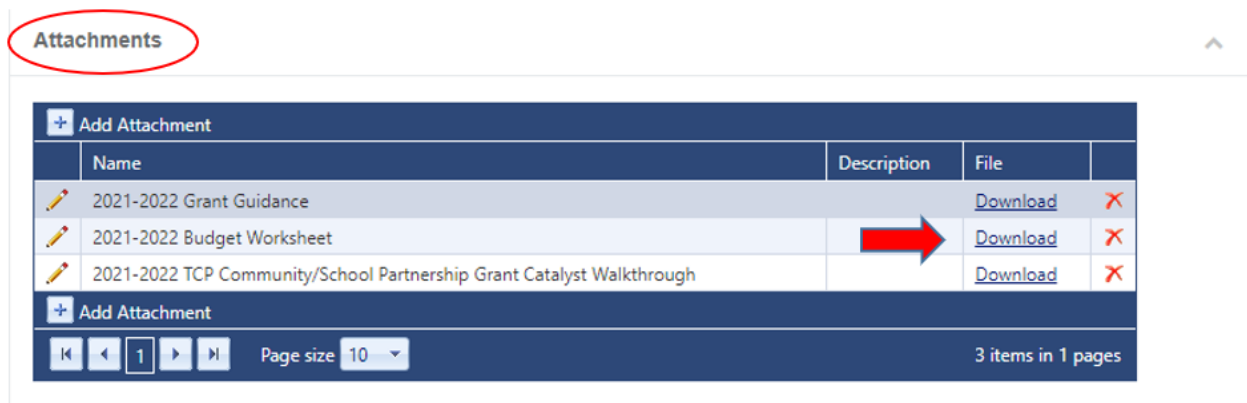 Attachments
Add Attachment
Name Description File
2021-2022 Grant Guidance Download
2021-2022 Budget Worksheet Download
2021-2022 TCP Community/School Partnership Grant Catalyst Walkthrough Download
Add Attachment
1 Page size 10 3 items in 1 pages